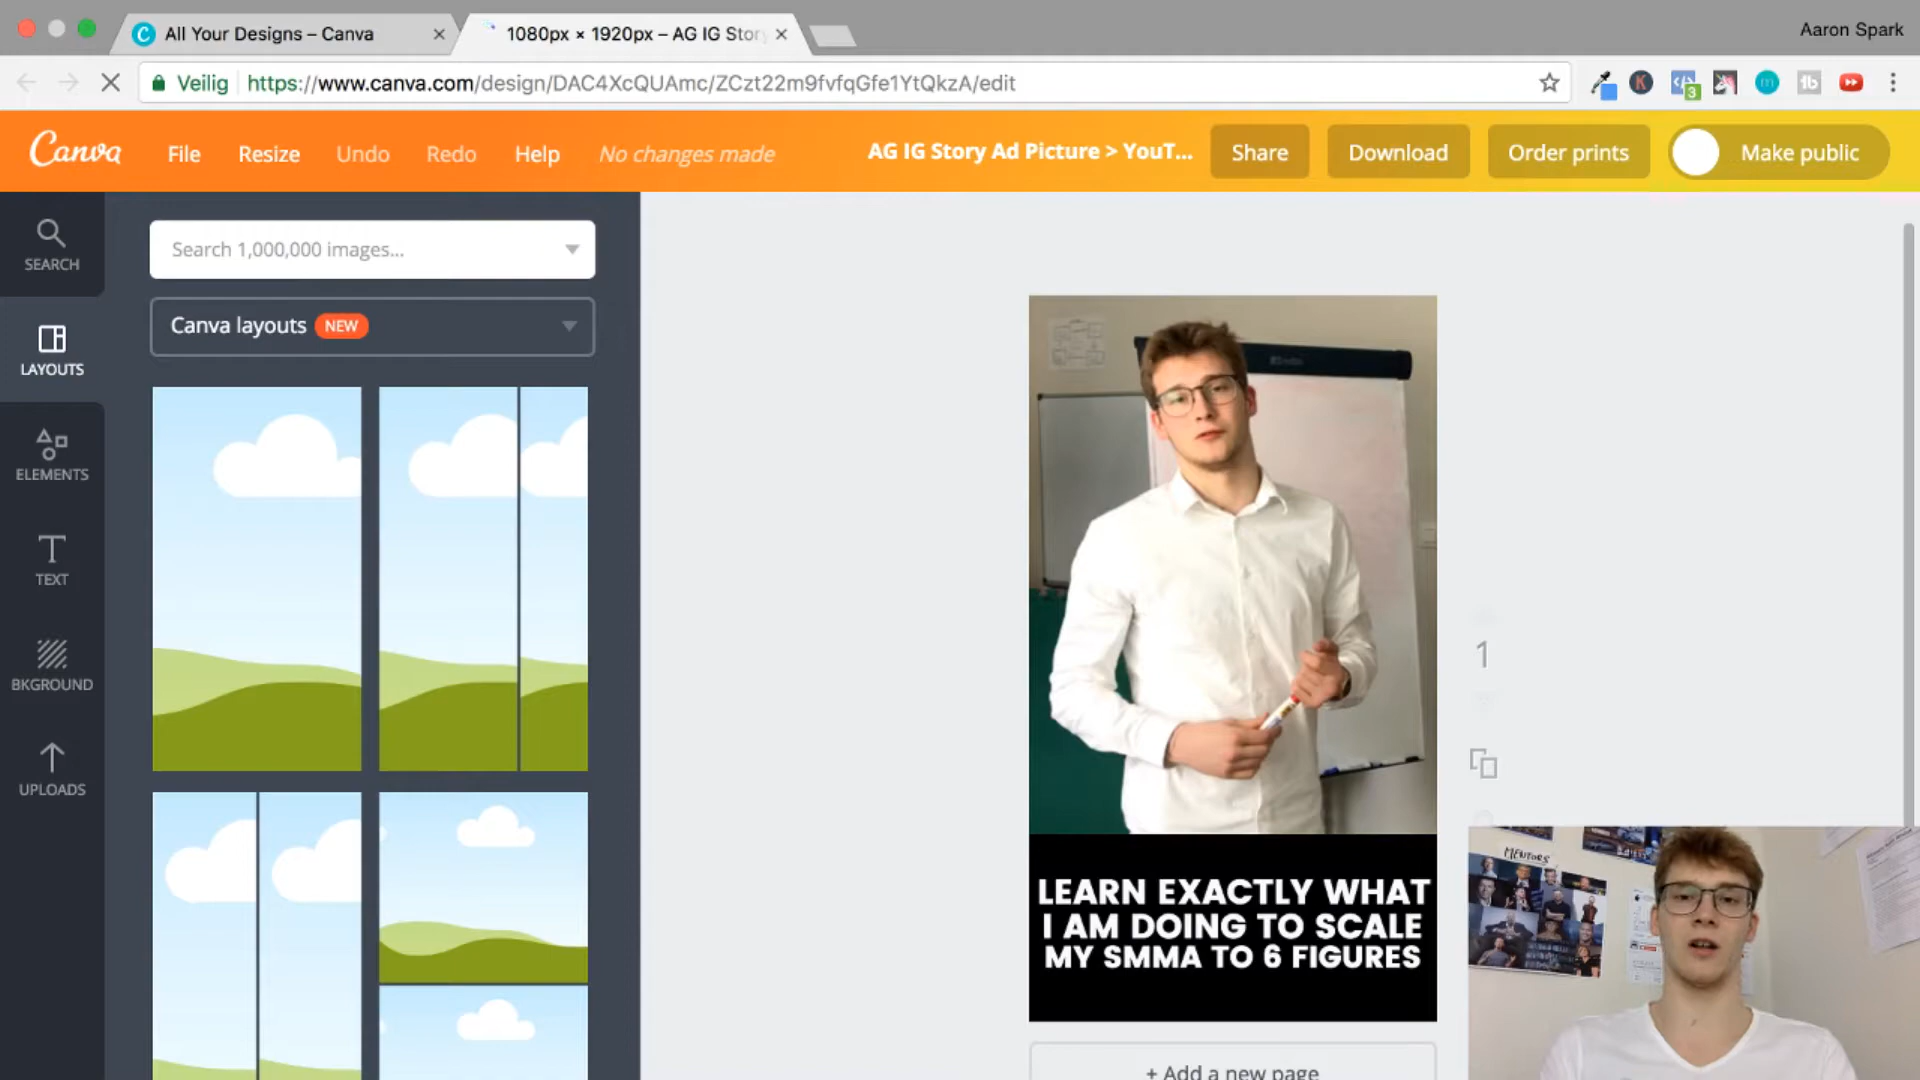 All Your Designs – Canva
1080px × 1920px – AG IG Stor
Aaron Spark
Veilig
https://www.canva.com/design/DAC4XcQUAmc/ZCzt22m9fvfqGfe1YtQkzA/edit
3
Canva
File
Resize
Undo
Redo
Help
No changes made
AG IG Story Ad Picture > YouT...
Share
Download
Order prints
Make public
SEARCH
LAYOUTS
ELEMENTS
TEXT
BKGROUND
UPLOADS
Search 1,000,000 images...
Canva layouts NEW
1
LEARN EXACTLY WHAT
I AM DOING TO SCALE
MY SMMA TO 6 FIGURES
+ Add a new page
MENTORS